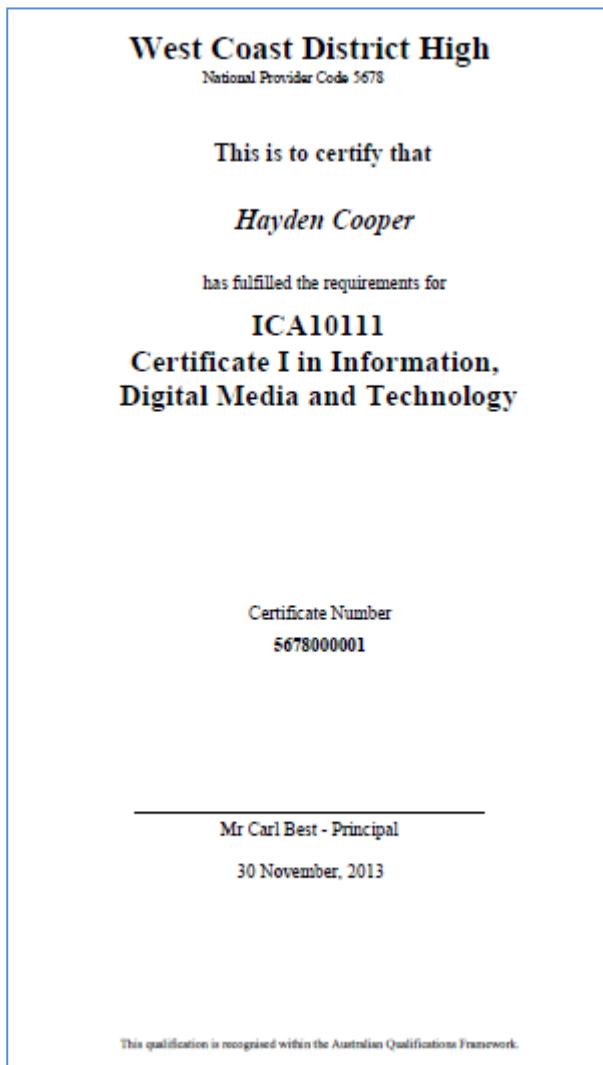 West Coast District High
National Provider Code 5678
This is to certify that
Hayden Cooper
has fulfilled the requirements for
ICA10111
Certificate I in Information,
Digital Media and Technology
Certificate Number
5678000001
Mr Carl Best - Principal
30 November, 2013
This qualification is recognised within the Australian Qualifications Framework.